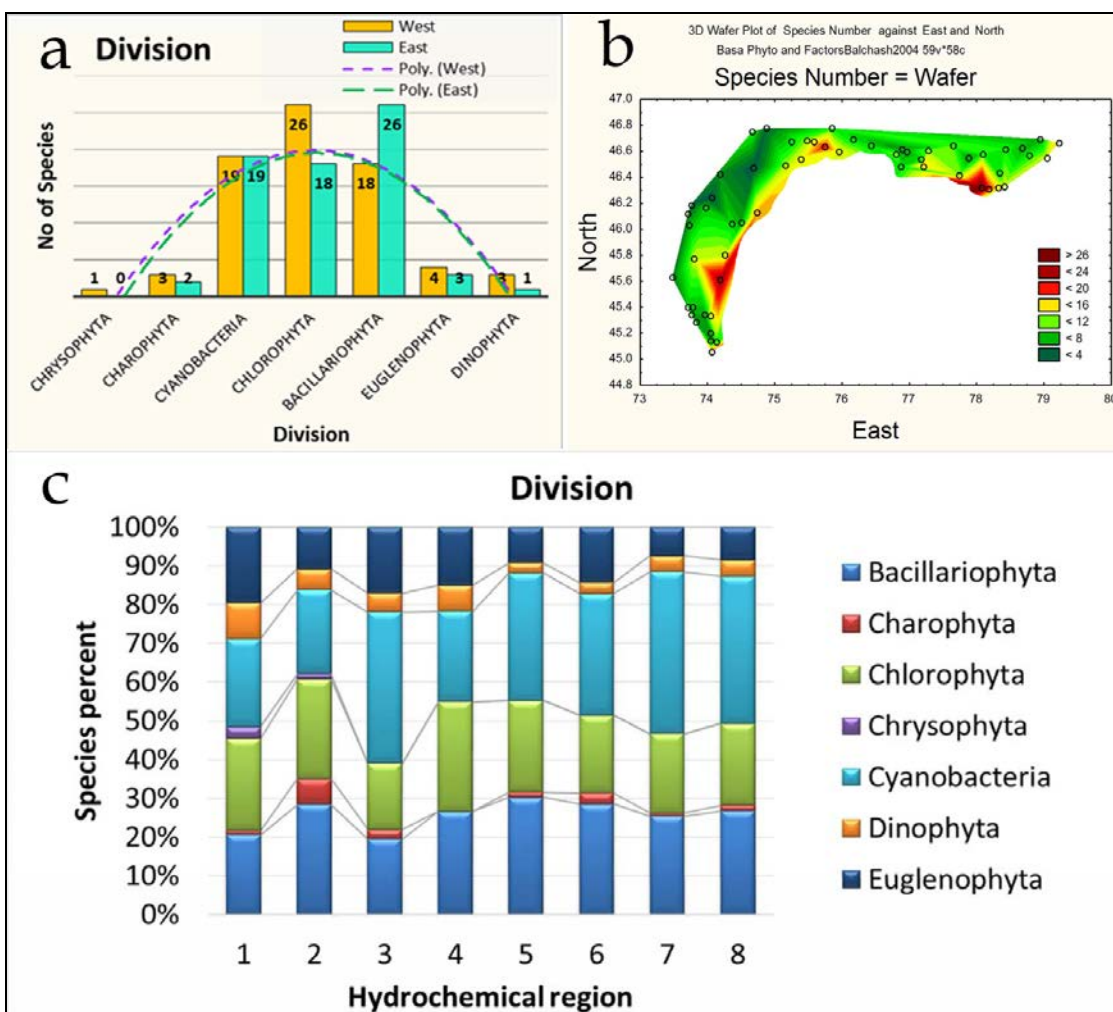 a
Division
West
East
Poly. (West)
Poly. (East)
No of Species
1 0 3 2 19 19 26 18 18 26 4 3 3 1
CHRYSOPHYTA
CHAROPHYTA
CYANOBACTERIA
CHLOROPHYTA
BACILLARIOPHYTA
EUGLENOPHYTA
DINOPHYTA
Division
b
3D Wafer Plot of Species Number against East and North
Basa Phyto and FactorsBalchash2004 59v*58c
Species Number = Wafer
North
47.0
46.8
46.6
46.4
46.2
46.0
45.8
45.6
45.4
45.2
45.0
44.8
73 74 75 76 77 78 79 80
East
> 26
< 24
< 20
< 16
< 12
< 8
< 4
c
Division
Species percent
100%
90%
80%
70%
60%
50%
40%
30%
20%
10%
0%
1 2 3 4 5 6 7 8
Hydrochemical region
Bacillariophyta
Charophyta
Chlorophyta
Chrysophyta
Cyanobacteria
Dinophyta
Euglenophyta